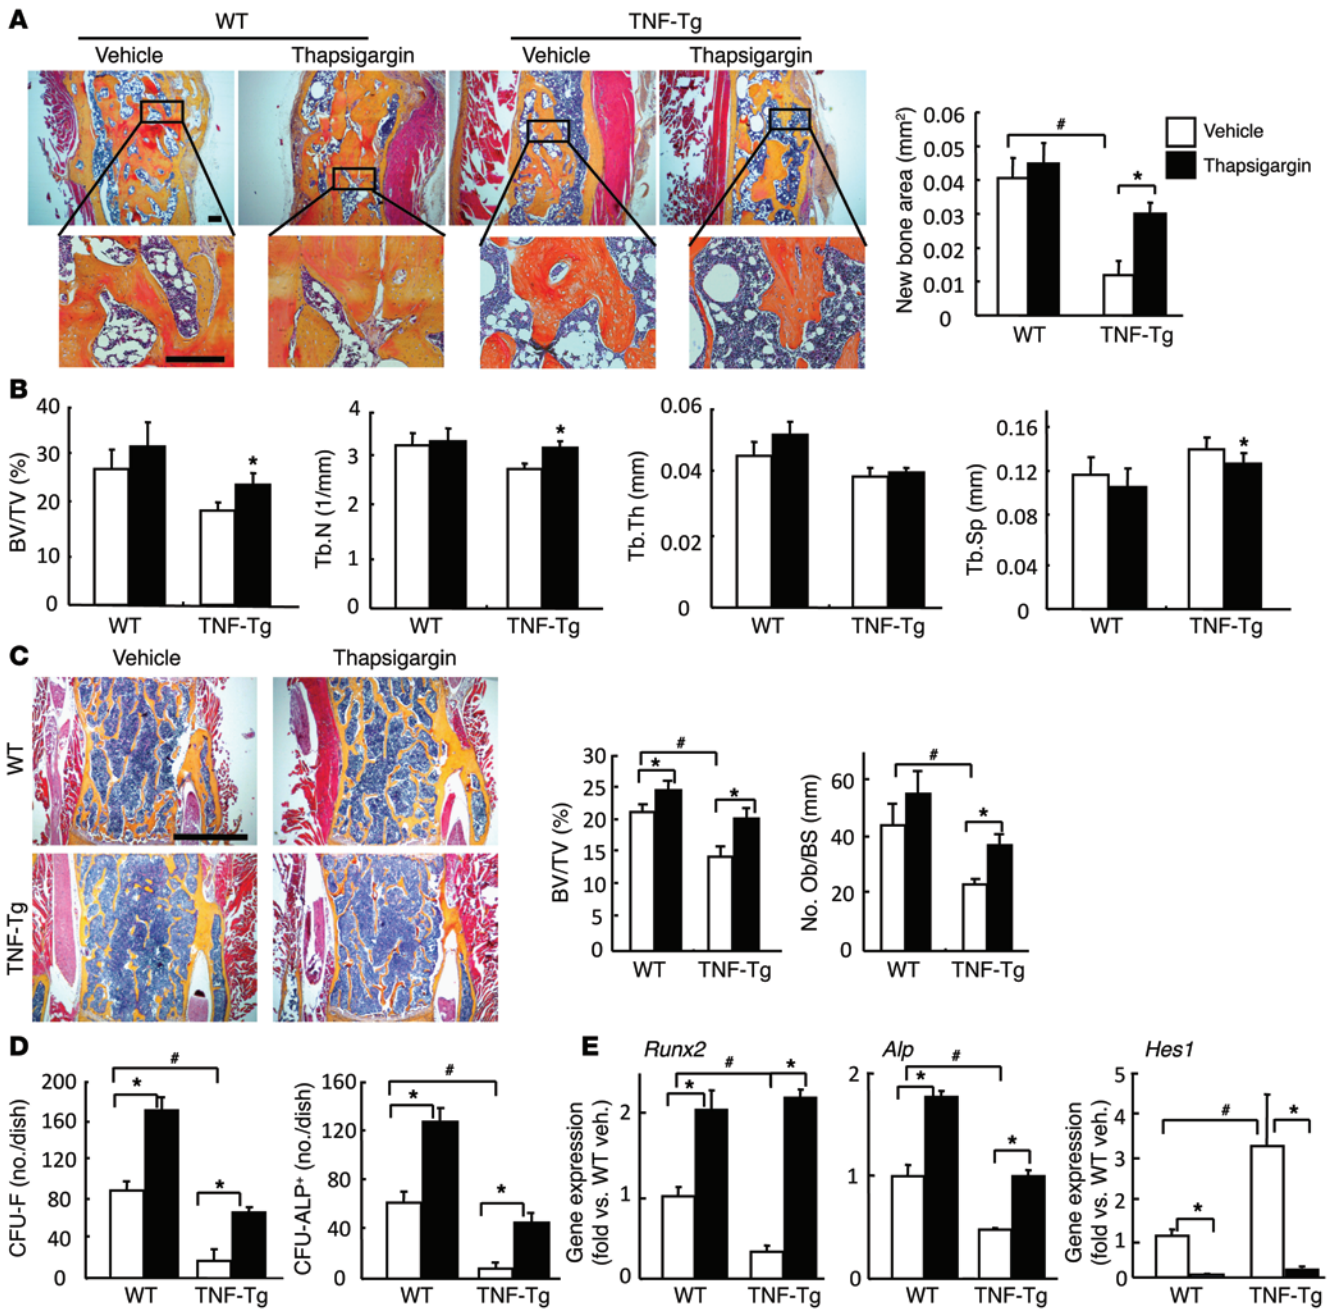 A
WT
TNF-Tg
Vehicle
Thapsigargin
Vehicle
Thapsigargin
New bone area (mm²)
0.06
0.05
0.04
0.03
0.02
0.01
0
#
*
Vehicle
Thapsigargin
WT
TNF-Tg
B
BV/TV (%)
40
30
20
10
0
*
WT
TNF-Tg
Tb.N (1/mm)
4
3
2
1
0
*
WT
TNF-Tg
Tb.Th (mm)
0.06
0.04
0.02
0
WT
TNF-Tg
Tb.Sp (mm)
0.16
0.12
0.08
0.04
0
*
WT
TNF-Tg
C
Vehicle
Thapsigargin
WT
TNF-Tg
BV/TV (%)
30
25
20
15
10
5
0
#
*
*
WT
TNF-Tg
No. Ob/BS (mm)
60
40
20
0
#
*
WT
TNF-Tg
D
CFU-F (no./dish)
200
160
120
80
40
0
#
*
*
WT
TNF-Tg
CFU-ALP⁺ (no./dish)
160
120
80
40
0
#
*
*
WT
TNF-Tg
E
Runx2
Gene expression
(fold vs. WT veh.)
2
1
0
#
*
*
WT
TNF-Tg
Alp
2
1
0
#
*
*
WT
TNF-Tg
Hes1
Gene expression
(fold vs. WT veh.)
5
4
3
2
1
0
#
*
*
WT
TNF-Tg